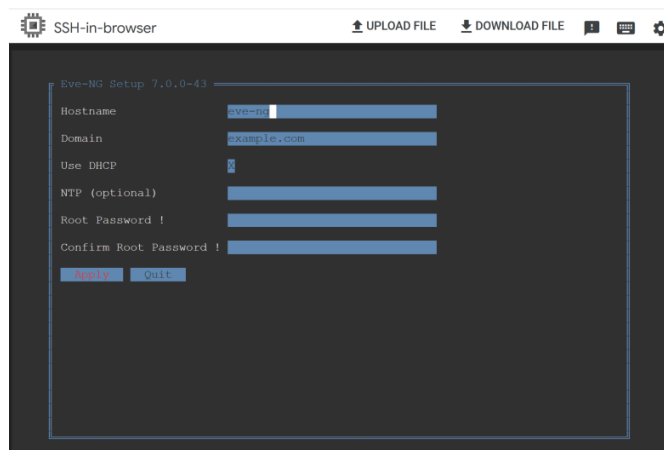 SSH-in-browser UPLOAD FILE DOWNLOAD FILE
Eve-NG Setup 7.0.0-43
Hostname eve-ng
Domain example.com
Use DHCP X
NTP (optional)
Root Password !
Confirm Root Password !
Apply Quit